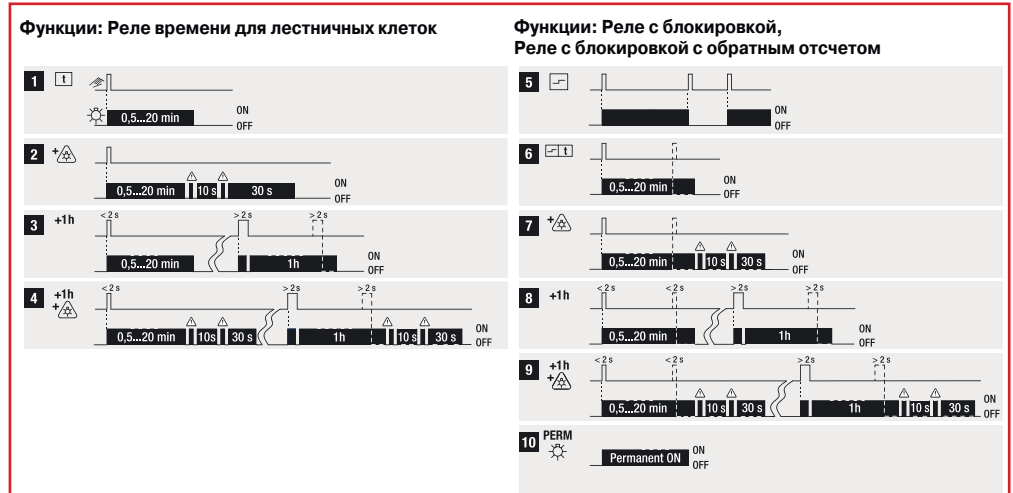 Функции: Реле времени для лестничных клеток
1 t
ON
0,5...20 min
OFF
2 +
ON
0,5...20 min 10 s 30 s
OFF
3 +1h < 2 s > 2 s > 2 s
ON
0,5...20 min 1h
OFF
4 +1h + < 2 s > 2 s > 2 s
ON
0,5...20 min 10s 30 s 1h 10 s 30 s
OFF
Функции: Реле с блокировкой,
Реле с блокировкой с обратным отсчетом
5
ON
OFF
6 t
ON
0,5...20 min
OFF
7 +
ON
0,5...20 min 10 s 30 s
OFF
8 +1h < 2 s < 2 s > 2 s > 2 s
ON
0,5...20 min 1h
OFF
9 +1h + < 2 s < 2 s > 2 s > 2 s
ON
0,5...20 min 10 s 30 s 1h 10 s 30 s
OFF
10 PERM
Permanent ON ON
OFF